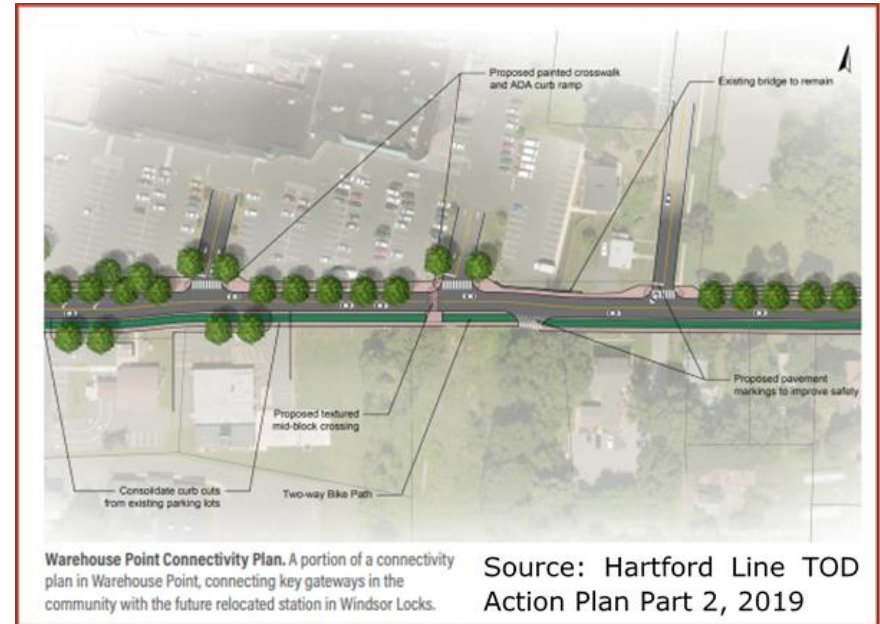 Proposed painted crosswalk
and ADA curb ramp
Existing bridge to remain
Proposed pavement
markings to improve safety
Proposed textured
mid-block crossing
Consolidate curb cuts
from existing parking lots
Two-way Bike Path
Warehouse Point Connectivity Plan. A portion of a connectivity
plan in Warehouse Point, connecting key gateways in the
community with the future relocated station in Windsor Locks.
Source: Hartford Line TOD
Action Plan Part 2, 2019